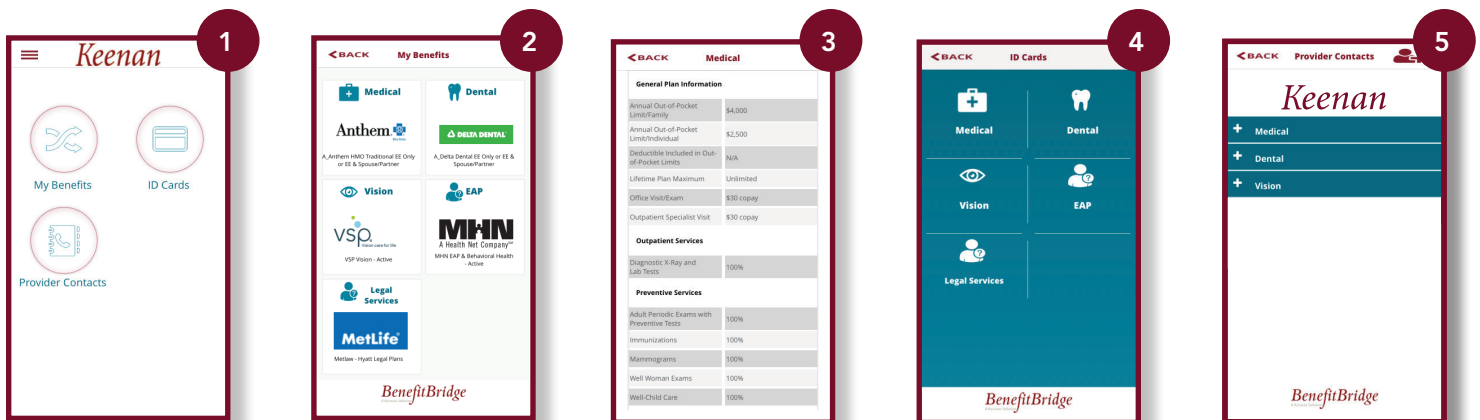 1
Keenan
My Benefits
ID Cards
Provider Contacts
2
<BACK My Benefits
Medical
Dental
Anthem
DELTA DENTAL
A_Anthem HMO Traditional EE Only
or EE & Spouse/Partner
A_Delta Dental EE Only or EE &
Spouse/Partner
Vision
EAP
vsp.
Vision care for life
MHN
A Health Net Company
VSP Vision - Active
MHN EAP & Behavioral Health
- Active
Legal
Services
MetLife
Metlaw - Hyatt Legal Plans
BenefitBridge
3
<BACK Medical
General Plan Information
Annual Out-of-Pocket
Limit/Family
$4,000
Annual Out-of-Pocket
Limit/Individual
$2,500
Deductible Included in Out-
of-Pocket Limits
N/A
Lifetime Plan Maximum Unlimited
Office Visit/Exam $30 copay
Outpatient Specialist Visit $30 copay
Outpatient Services
Diagnostic X-Ray and
Lab Tests
100%
Preventive Services
Adult Periodic Exams with
Preventive Tests
100%
Immunizations 100%
Mammograms 100%
Well Woman Exams 100%
Well-Child Care 100%
4
<BACK ID Cards
Medical
Dental
Vision
EAP
Legal Services
BenefitBridge
5
<BACK Provider Contacts
Keenan
+ Medical
+ Dental
+ Vision
BenefitBridge